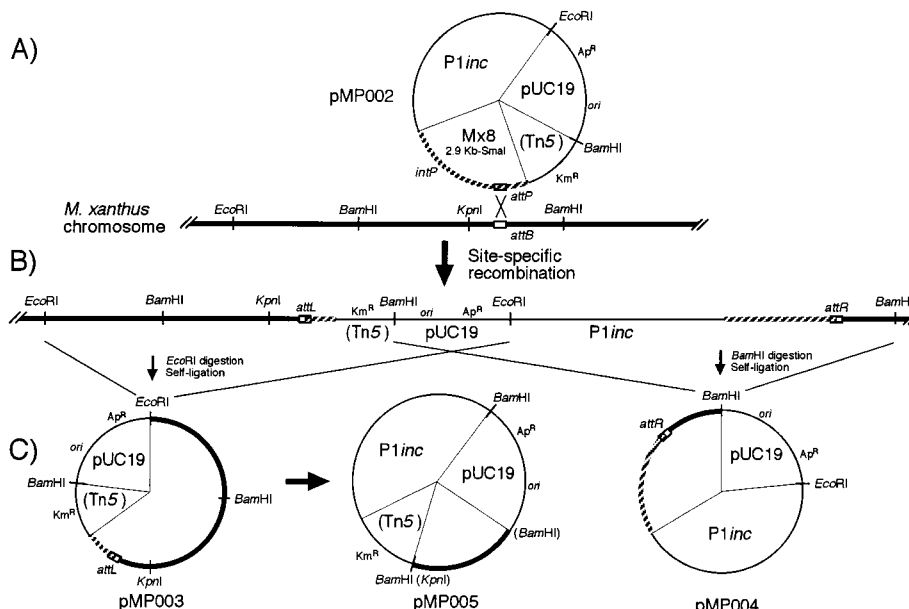 A)
pMP002
EcoRI
ApR
P1inc
pUC19
ori
Mx8
2.9 Kb-SmaI
(Tn5)
BamHI
KmR
intP
attP
M. xanthus
chromosome
EcoRI
BamHI
KpnI
BamHI
attB
Site-specific
recombination
B)
EcoRI
BamHI
KpnI
attL
KmR
BamHI
ori
ApR
EcoRI
attR
BamH
(Tn5)
pUC19
P1inc
EcoRI digestion
Self-ligation
BamHI digestion
Self-ligation
C)
EcoRI
ApR
ori
pUC19
BamHI
(Tn5)
KmR
BamHI
attL
KpnI
pMP003
BamHI
ApR
P1inc
pUC19
ori
(Tn5)
KmR
(BamHI)
BamHI (KpnI)
pMP005
BamHI
attR
ori
pUC19
ApR
EcoRI
P1inc
pMP004